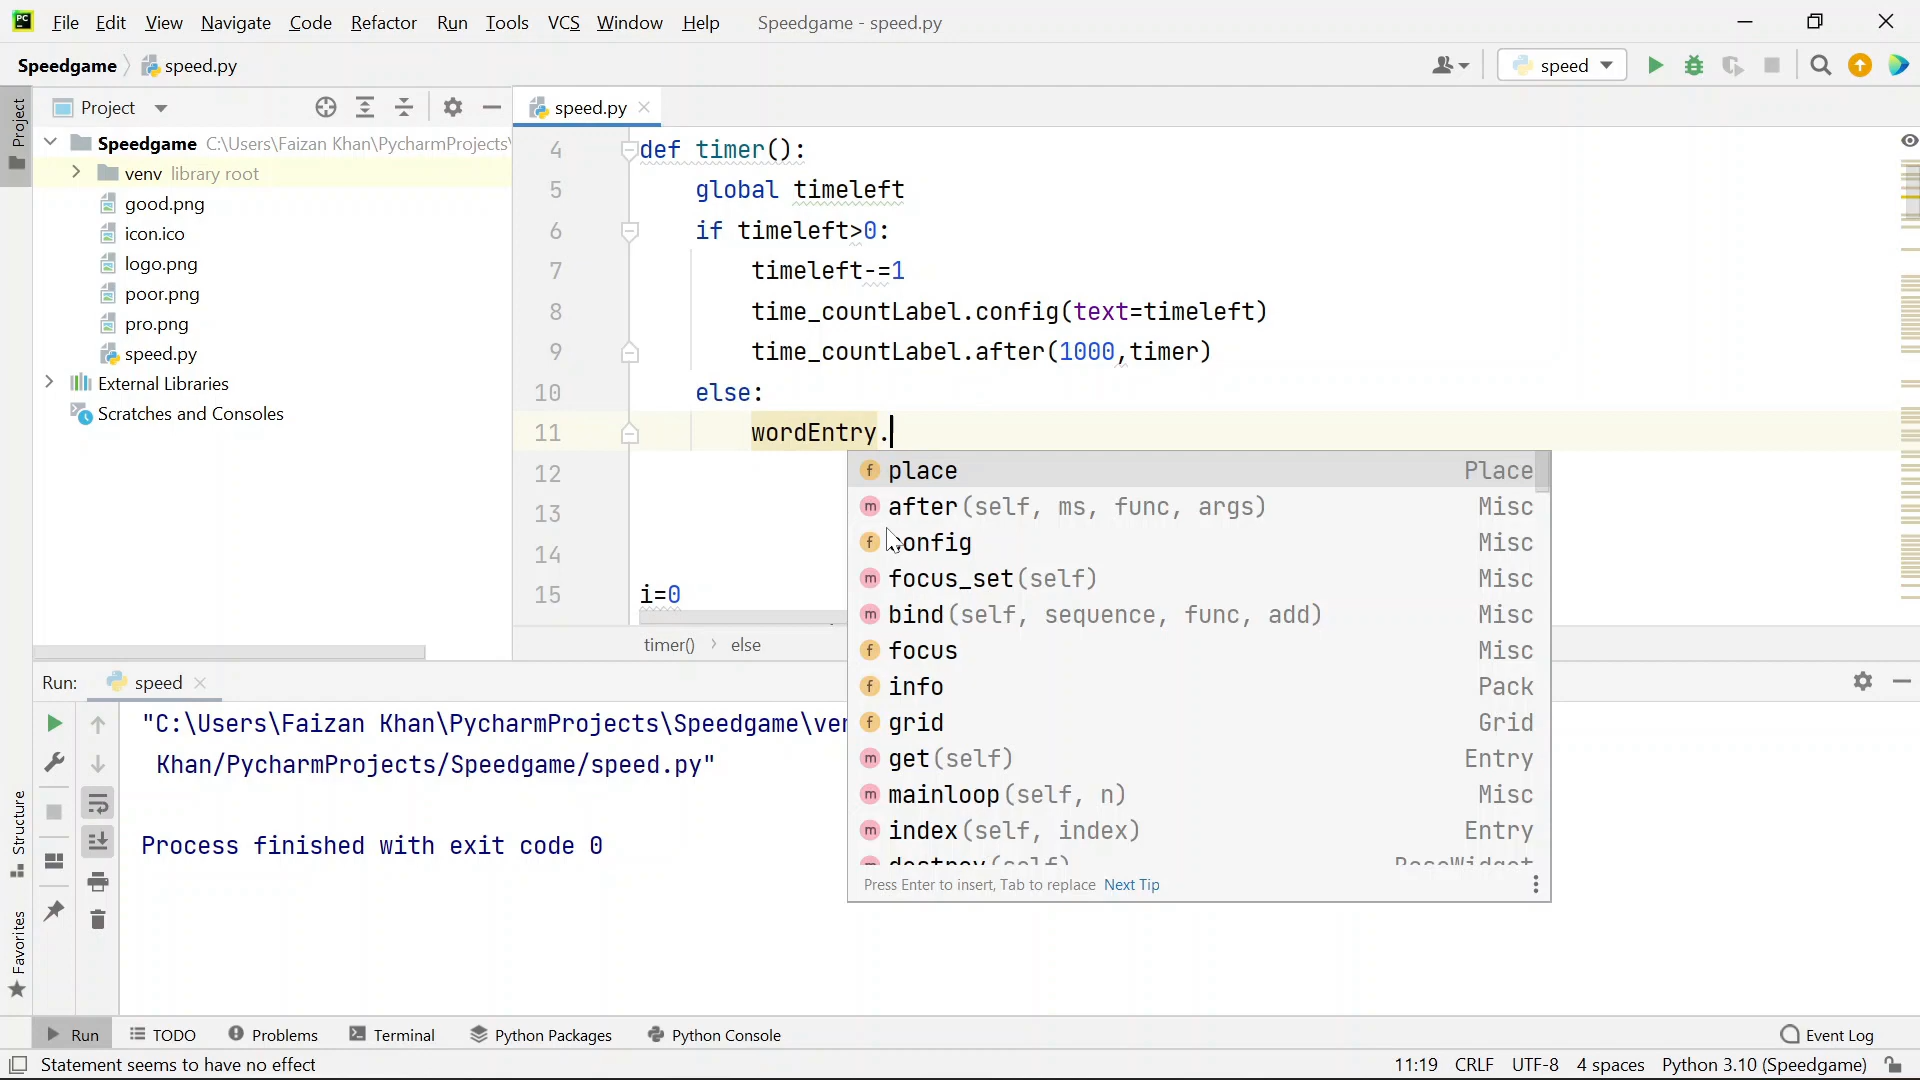 PC File Edit View Navigate Code Refactor Run Tools VCS Window Help Speedgame - speed.py
Speedgame speed.py speed
Project
Project
speed.py
Speedgame C:\Users\Faizan Khan\PycharmProjects\
venv library root
good.png
icon.ico
logo.png
poor.png
pro.png
speed.py
External Libraries
Scratches and Consoles
4 def timer():
5 global timeleft
6 if timeleft>0:
7 timeleft-=1
8 time_countLabel.config(text=timeleft)
9 time_countLabel.after(1000,timer)
10 else:
11 wordEntry.
12
13
14
15 i=0
place Place
after(self, ms, func, args) Misc
config Misc
focus_set(self) Misc
bind(self, sequence, func, add) Misc
focus Misc
info Pack
grid Grid
get(self) Entry
mainloop(self, n) Misc
index(self, index) Entry
destroy(self) BaseWidget
Press Enter to insert, Tab to replace Next Tip
timer() else
Run: speed
"C:\Users\Faizan Khan\PycharmProjects\Speedgame\ven
Khan/PycharmProjects/Speedgame/speed.py"
Process finished with exit code 0
Structure
Favorites
Run TODO Problems Terminal Python Packages Python Console Event Log
Statement seems to have no effect 11:19 CRLF UTF-8 4 spaces Python 3.10 (Speedgame)